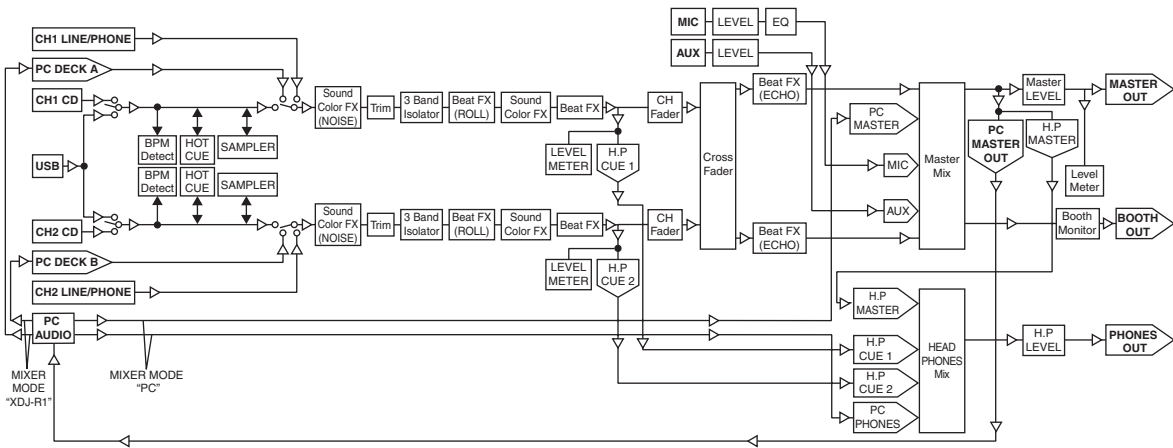 CH1 LINE/PHONE
PC DECK A
CH1 CD
USB
CH2 CD
PC DECK B
CH2 LINE/PHONE
PC
AUDIO
MIXER
MODE
"XDJ-R1"
MIXER MODE
"PC"
BPM
Detect
HOT
CUE
SAMPLER
BPM
Detect
HOT
CUE
SAMPLER
Sound
Color FX
(NOISE)
Trim
3 Band
Isolator
Beat FX
(ROLL)
Sound
Color FX
Beat FX
LEVEL
METER
H.P
CUE 1
CH
Fader
Sound
Color FX
(NOISE)
Trim
3 Band
Isolator
Beat FX
(ROLL)
Sound
Color FX
Beat FX
LEVEL
METER
H.P
CUE 2
CH
Fader
MIC
LEVEL
EQ
AUX
LEVEL
Cross
Fader
Beat FX
(ECHO)
Beat FX
(ECHO)
PC
MASTER
MIC
AUX
Master
Mix
PC
MASTER
OUT
H.P
MASTER
Master
LEVEL
Level
Meter
MASTER
OUT
Booth
Monitor
BOOTH
OUT
H.P
MASTER
H.P
CUE 1
H.P
CUE 2
PC
PHONES
HEAD
PHONES
Mix
H.P
LEVEL
PHONES
OUT